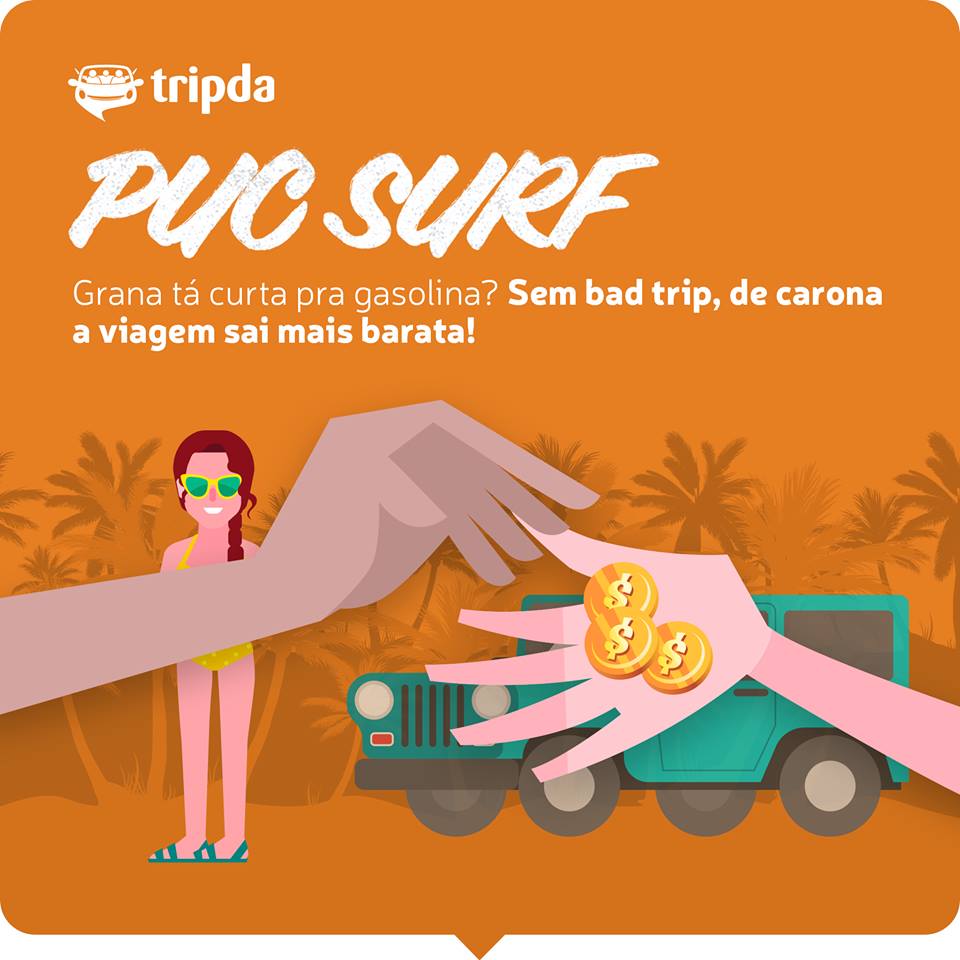 tripda
PUC SURF
Grana tá curta pra gasolina? Sem bad trip, de carona
a viagem sai mais barata!
$
$
$